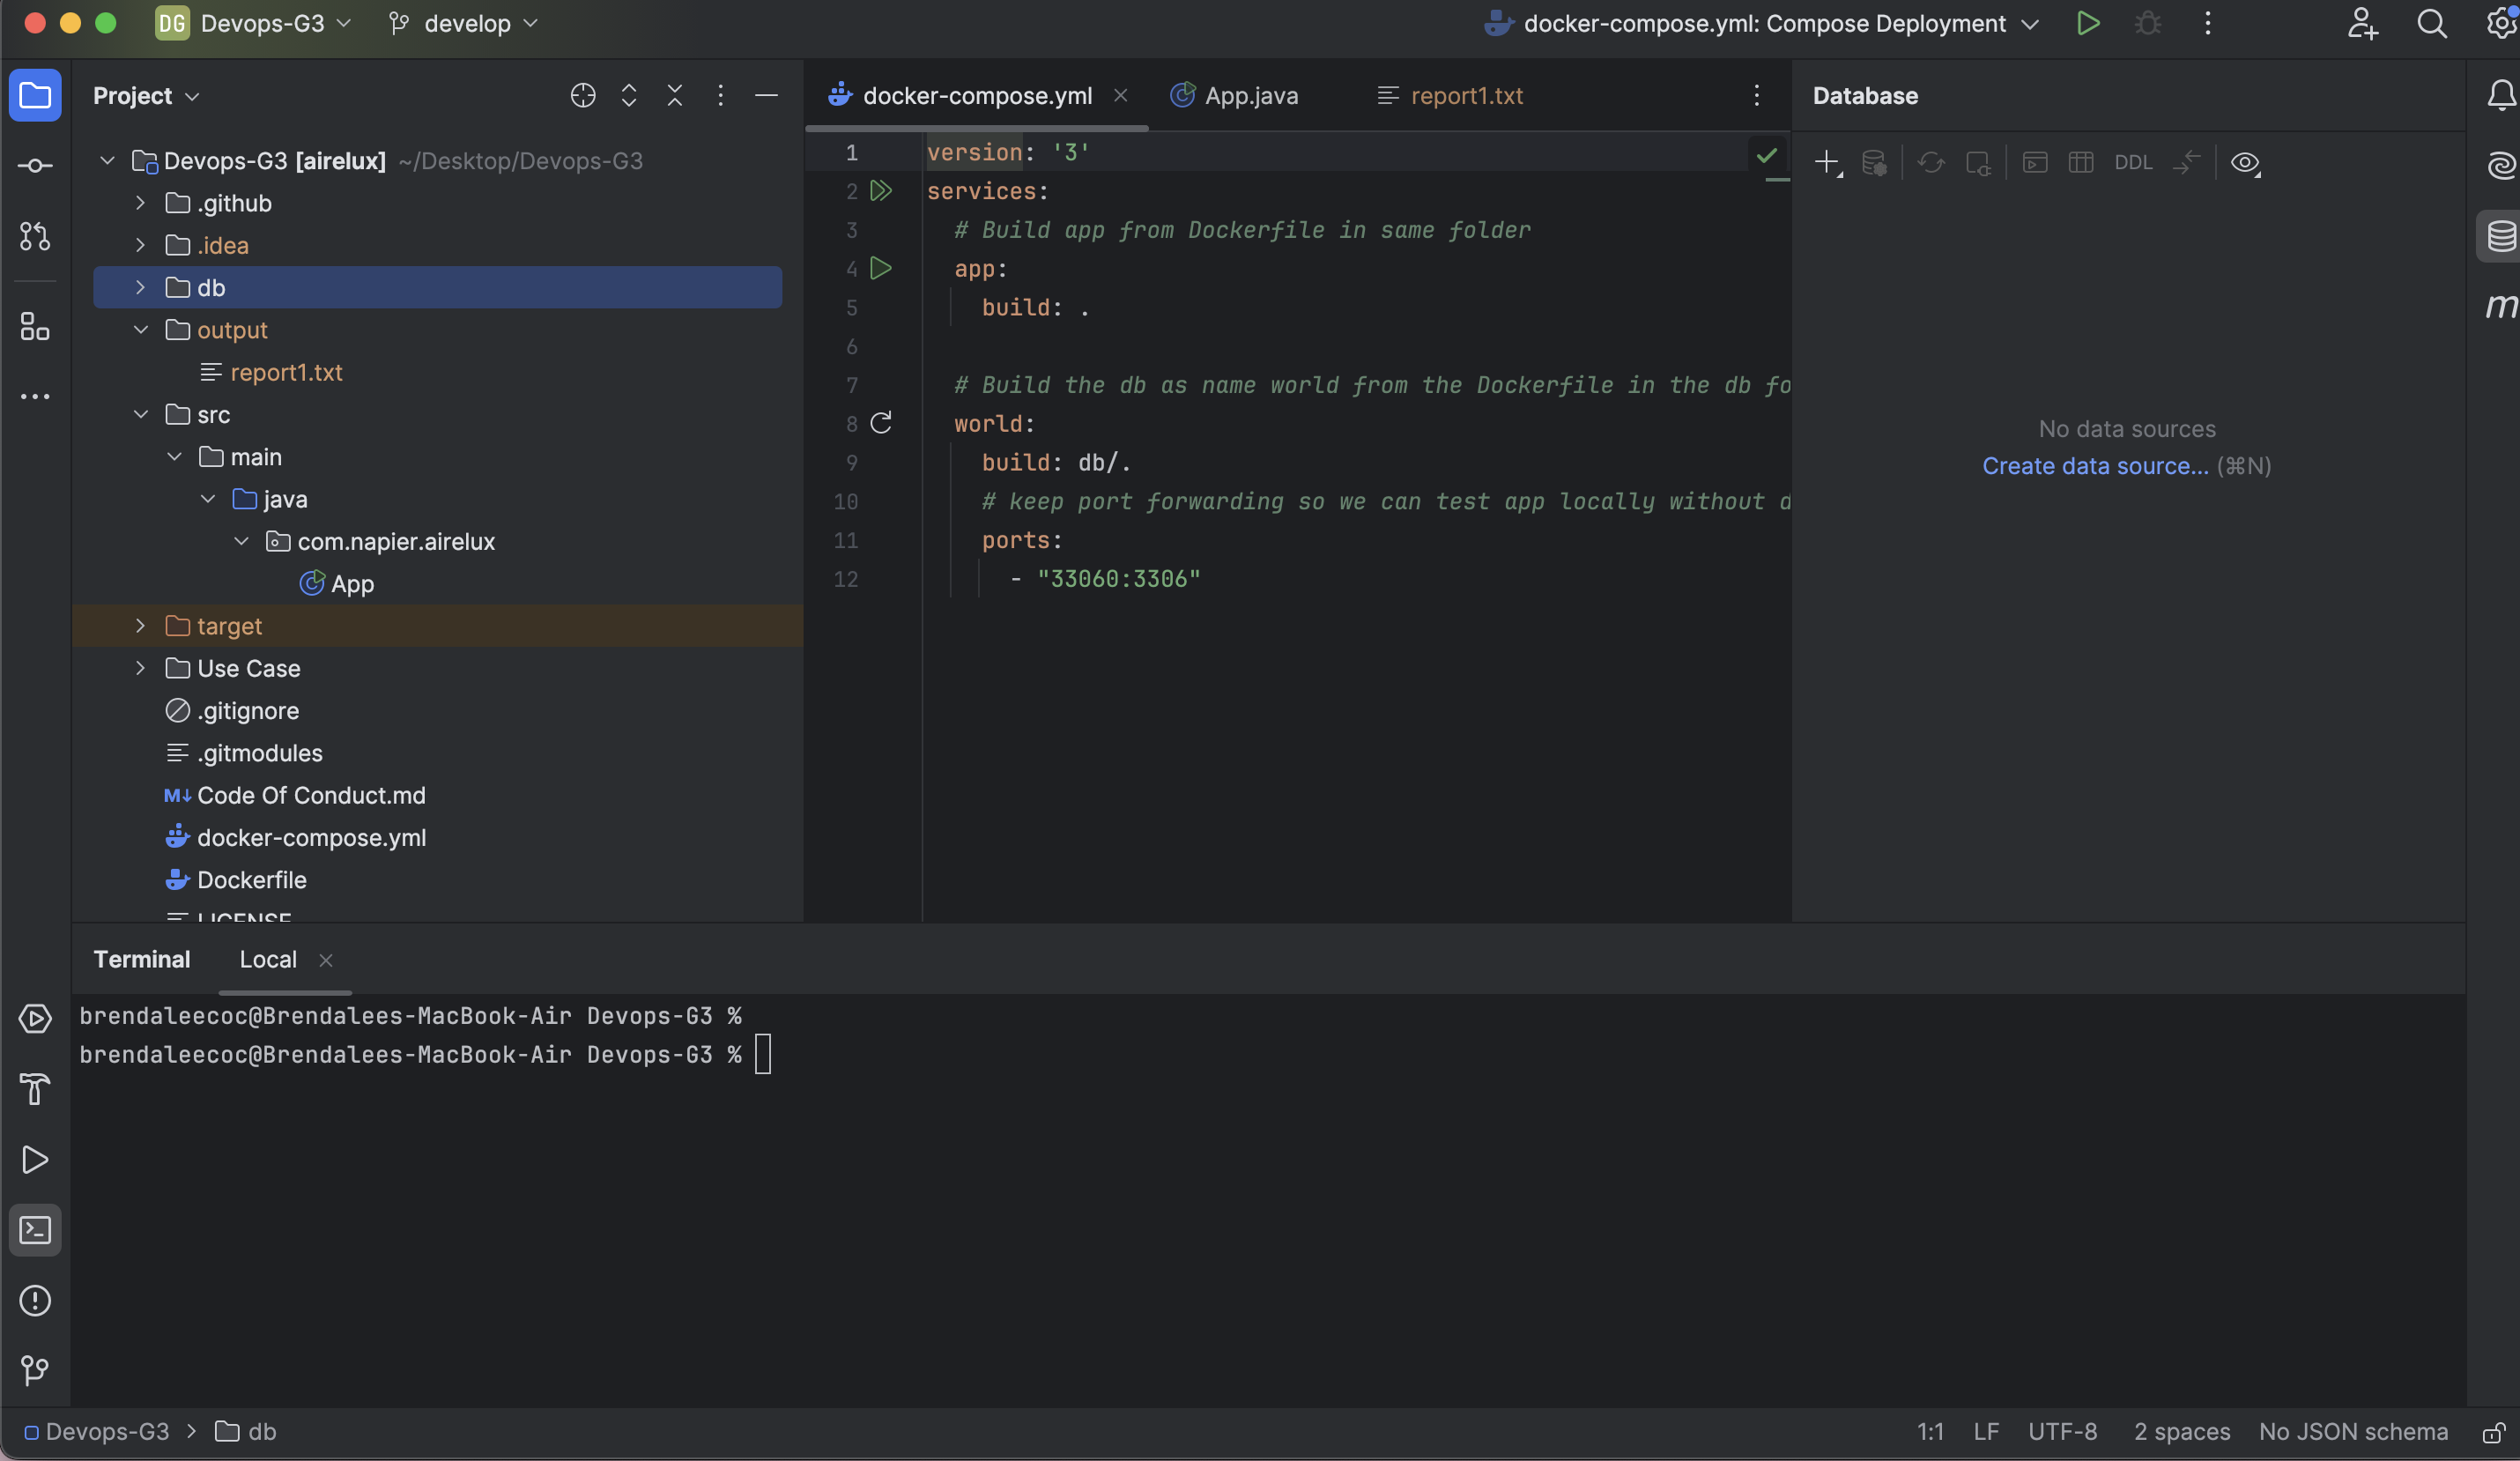 DG Devops-G3 develop docker-compose.yml: Compose Deployment
Project
Devops-G3 [airelux] ~/Desktop/Devops-G3
.github
.idea
db
output
report1.txt
src
main
java
com.napier.airelux
App
target
Use Case
.gitignore
.gitmodules
M↓ Code Of Conduct.md
docker-compose.yml
Dockerfile
LICENSE
docker-compose.yml App.java report1.txt
1 version: '3'
2 services:
3 # Build app from Dockerfile in same folder
4 app:
5 build: .
6
7 # Build the db as name world from the Dockerfile in the db fo
8 world:
9 build: db/.
10 # keep port forwarding so we can test app locally without d
11 ports:
12 - "33060:3306"
Database
DDL
No data sources
Create data source... (⌘N)
m
Terminal Local
brendaleecoc@Brendalees-MacBook-Air Devops-G3 %
brendaleecoc@Brendalees-MacBook-Air Devops-G3 %
Devops-G3 > db
1:1 LF UTF-8 2 spaces No JSON schema